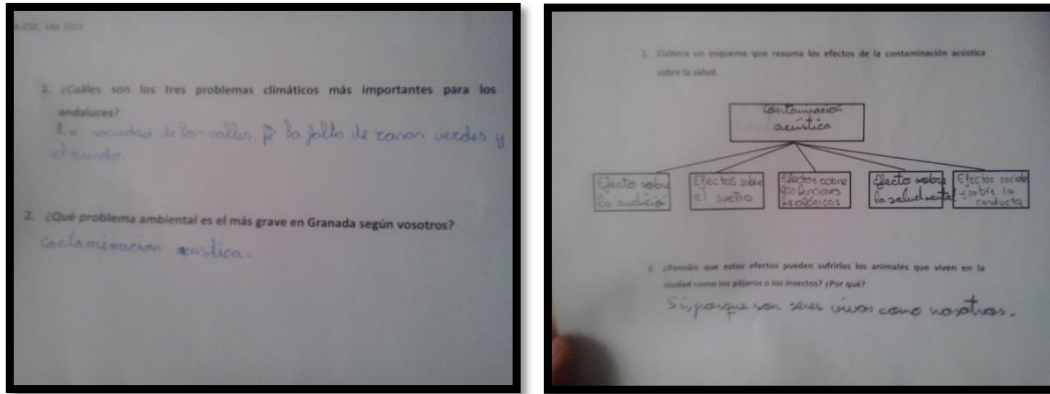 1. ¿Cuáles son los tres problemas climáticos más importantes para los
andaluces?
La sociedad de las calles, la falta de zonas verdes y
el ruido.
2. ¿Qué problema ambiental es el más grave en Granada según vosotros?
Contaminación acustica.
1. Elabora un esquema que resuma los efectos de la contaminación acústica
sobre la salud.
Contaminación
acústica
Efecto sobre
la audición
Efectos sobre
el sueño
Efectos sobre
las funciones
fisiológicas
Efecto sobre
la salud mental
Efectos sociales
sobre la
conducta
2. ¿Pensáis que estos efectos pueden sufrirlos los animales que viven en la
ciudad como los pájaros o los insectos? ¿Por qué?
Si, porque son seres vivos como nosotros.